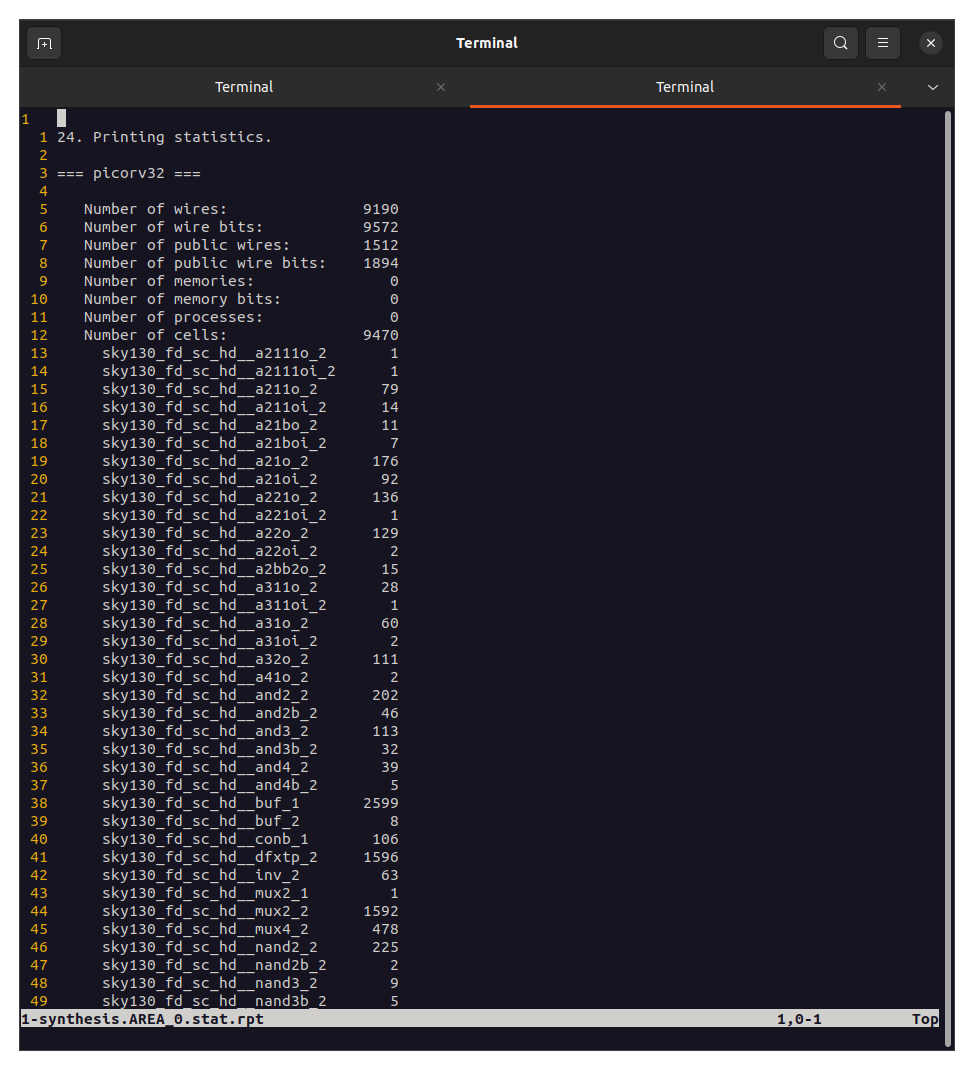 Terminal
Terminal Terminal
1
1 24. Printing statistics.
2
3 === picorv32 ===
4
5 Number of wires: 9190
6 Number of wire bits: 9572
7 Number of public wires: 1512
8 Number of public wire bits: 1894
9 Number of memories: 0
10 Number of memory bits: 0
11 Number of processes: 0
12 Number of cells: 9470
13 sky130_fd_sc_hd__a2111o_2 1
14 sky130_fd_sc_hd__a2111oi_2 1
15 sky130_fd_sc_hd__a211o_2 79
16 sky130_fd_sc_hd__a211oi_2 14
17 sky130_fd_sc_hd__a21bo_2 11
18 sky130_fd_sc_hd__a21boi_2 7
19 sky130_fd_sc_hd__a21o_2 176
20 sky130_fd_sc_hd__a21oi_2 92
21 sky130_fd_sc_hd__a221o_2 136
22 sky130_fd_sc_hd__a221oi_2 1
23 sky130_fd_sc_hd__a22o_2 129
24 sky130_fd_sc_hd__a22oi_2 2
25 sky130_fd_sc_hd__a2bb2o_2 15
26 sky130_fd_sc_hd__a311o_2 28
27 sky130_fd_sc_hd__a311oi_2 1
28 sky130_fd_sc_hd__a31o_2 60
29 sky130_fd_sc_hd__a31oi_2 2
30 sky130_fd_sc_hd__a32o_2 111
31 sky130_fd_sc_hd__a41o_2 2
32 sky130_fd_sc_hd__and2_2 202
33 sky130_fd_sc_hd__and2b_2 46
34 sky130_fd_sc_hd__and3_2 113
35 sky130_fd_sc_hd__and3b_2 32
36 sky130_fd_sc_hd__and4_2 39
37 sky130_fd_sc_hd__and4b_2 5
38 sky130_fd_sc_hd__buf_1 2599
39 sky130_fd_sc_hd__buf_2 8
40 sky130_fd_sc_hd__conb_1 106
41 sky130_fd_sc_hd__dfxtp_2 1596
42 sky130_fd_sc_hd__inv_2 63
43 sky130_fd_sc_hd__mux2_1 1
44 sky130_fd_sc_hd__mux2_2 1592
45 sky130_fd_sc_hd__mux4_2 478
46 sky130_fd_sc_hd__nand2_2 225
47 sky130_fd_sc_hd__nand2b_2 2
48 sky130_fd_sc_hd__nand3_2 9
49 sky130_fd_sc_hd__nand3b_2 5
1-synthesis.AREA_0.stat.rpt 1,0-1 Top